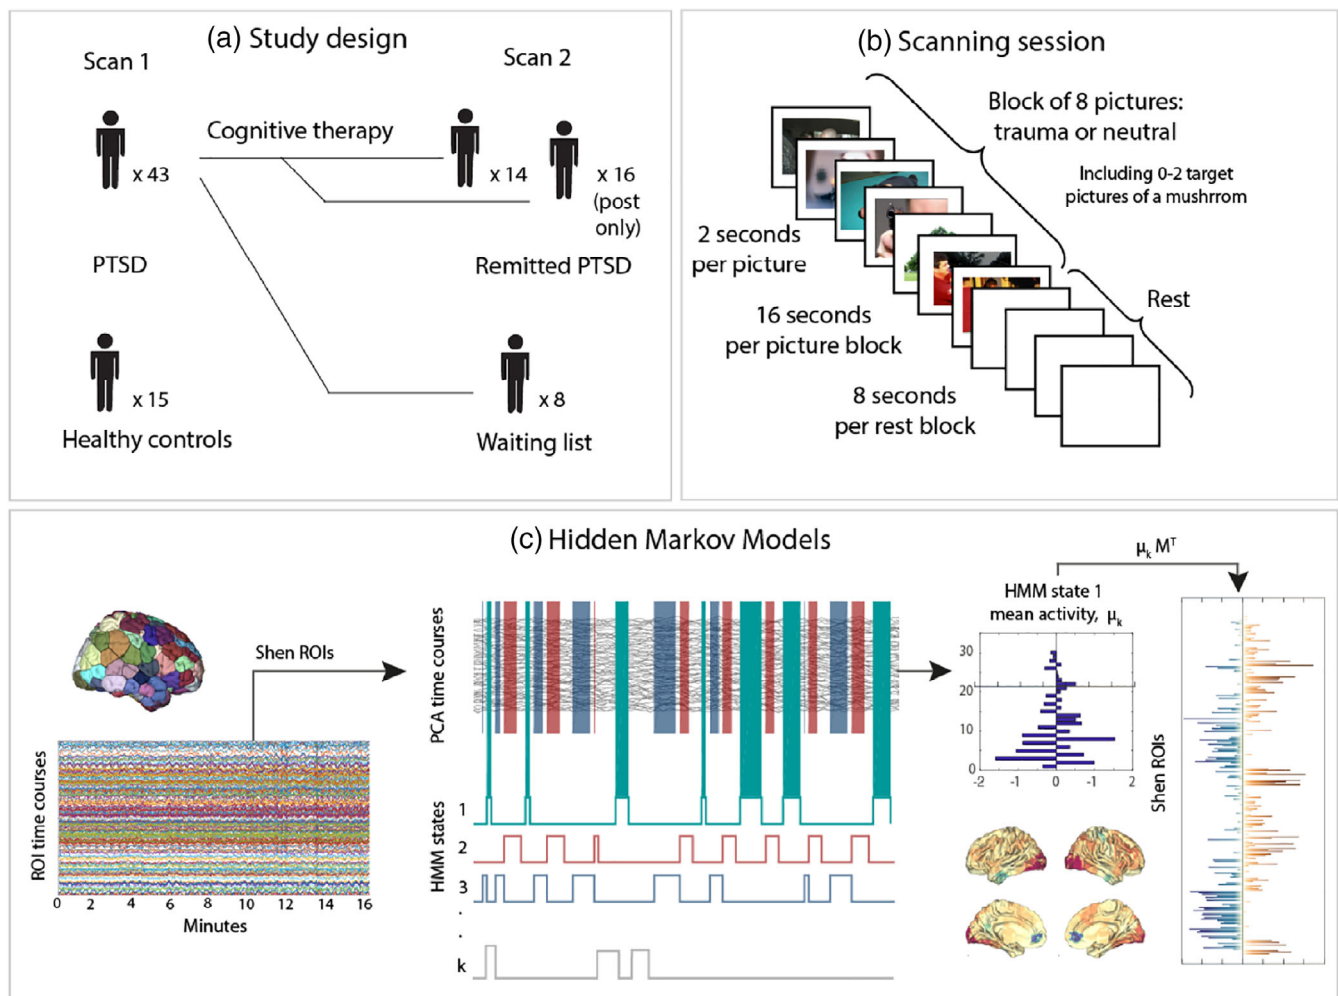 (a) Study design
Scan 1
Scan 2
Cognitive therapy
x 43
x 14
x 16
(post
only)
PTSD
Remitted PTSD
x 15
x 8
Healthy controls
Waiting list
(b) Scanning session
Block of 8 pictures:
trauma or neutral
Including 0-2 target
pictures of a mushrrom
2 seconds
per picture
16 seconds
per picture block
Rest
8 seconds
per rest block
(c) Hidden Markov Models
Shen ROIs
ROI time courses
0 2 4 6 8 10 12 14 16
Minutes
PCA time courses
HMM states
1
2
3
.
.
k
μk Mᵀ
HMM state 1
mean activity, μk
30
20
10
0
-2 -1 0 1 2
Shen ROIs